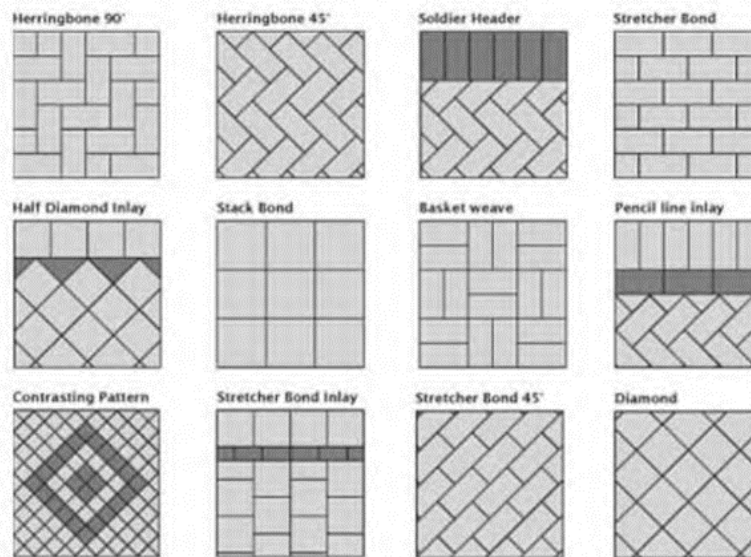 Herringbone 90°
Herringbone 45°
Soldier Header
Stretcher Bond
Half Diamond Inlay
Stack Bond
Basket weave
Pencil line inlay
Contrasting Pattern
Stretcher Bond Inlay
Stretcher Bond 45°
Diamond